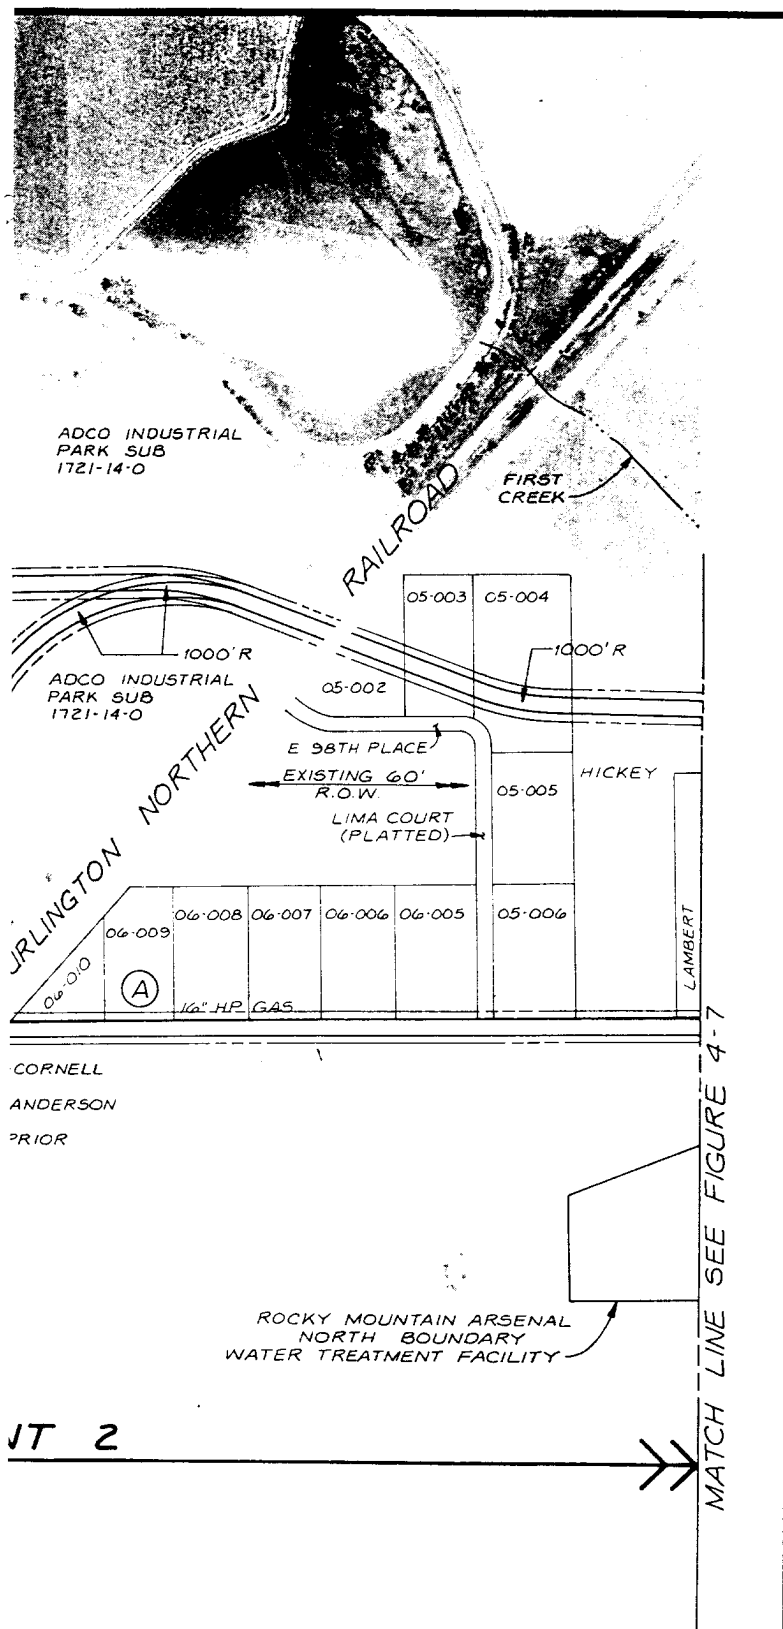 ADCO INDUSTRIAL
PARK SUB
1721-14-0
FIRST
CREEK
RAILROAD
05-003
05-004
1000'R
1000'R
ADCO INDUSTRIAL
PARK SUB
1721-14-0
05-002
NORTHERN
E 98TH PLACE
EXISTING 60'
R.O.W.
HICKEY
05-005
LIMA COURT
(PLATTED)
URLINGTON
06-010
06-009
06-008
06-007
06-006
06-005
05-006
LAMBERT
A
16" H.P. GAS
CORNELL
ANDERSON
PRIOR
MATCH LINE SEE FIGURE 4-7
ROCKY MOUNTAIN ARSENAL
NORTH BOUNDARY
WATER TREATMENT FACILITY
NT 2